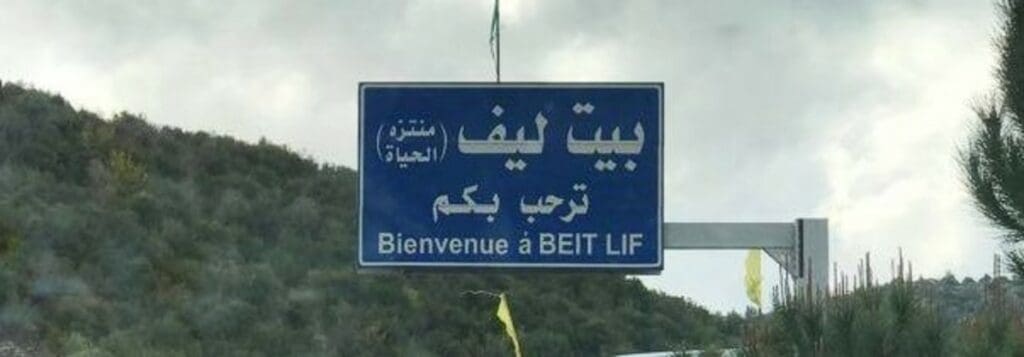 بيت ليف (منتزه الحياة)
ترحب بكم
Bienvenue á BEIT LIF